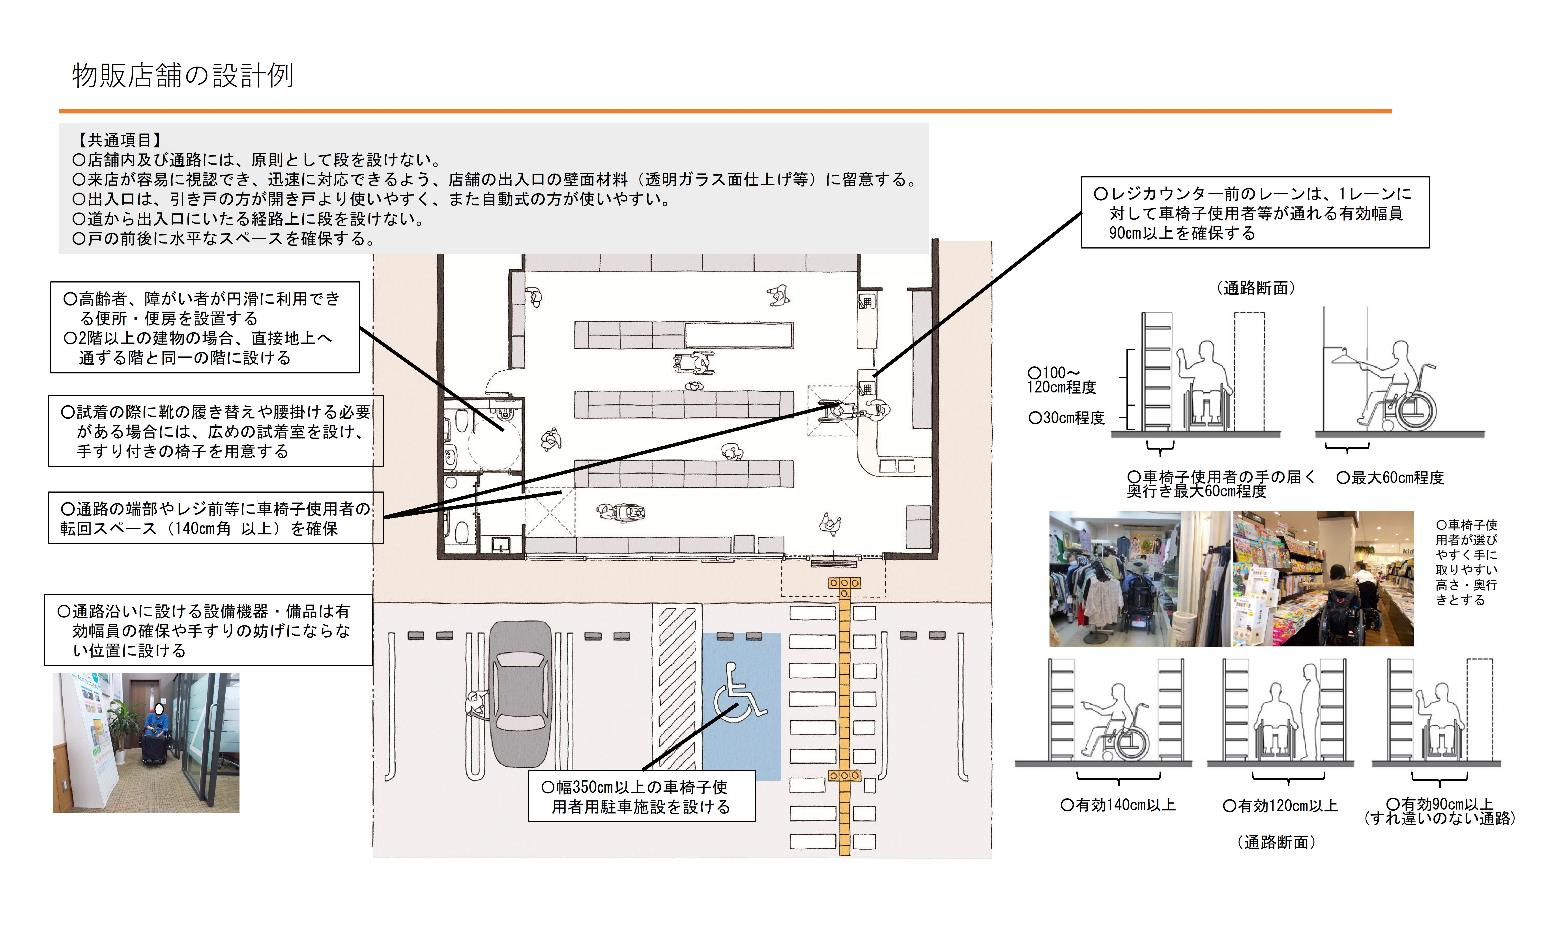 物販店舗の設計例
【共通項目】
○店舗内及び通路には、原則として段を設けない。
○来店が容易に視認でき、迅速に対応できるよう、店舗の出入口の壁面材料（透明ガラス面仕上げ等）に留意する。
○出入口は、引き戸の方が開き戸より使いやすく、また自動式の方が使いやすい。
○道から出入口にいたる経路上に段を設けない。
○戸の前後に水平なスペースを確保する。
○高齢者、障がい者が円滑に利用でき
る便所・便房を設置する
○2階以上の建物の場合、直接地上へ
通ずる階と同一の階に設ける
○試着の際に靴の履き替えや腰掛ける必要
がある場合には、広めの試着室を設け、
手すり付きの椅子を用意する
○通路の端部やレジ前等に車椅子使用者の
転回スペース（140cm角 以上）を確保
○通路沿いに設ける設備機器・備品は有
効幅員の確保や手すりの妨げにならな
い位置に設ける
○幅350cm以上の車椅子使
用者用駐車施設を設ける
○レジカウンター前のレーンは、1レーンに
対して車椅子使用者等が通れる有効幅員
90cm以上を確保する
（通路断面）
○100～
120cm程度
○30cm程度
○車椅子使用者の手の届く
奥行き最大60cm程度
○最大60cm程度
○車椅子使
用者が選び
やすく手に
取りやすい
高さ・奥行
きとする
○有効140cm以上
○有効120cm以上
○有効90cm以上
（すれ違いのない通路）
（通路断面）